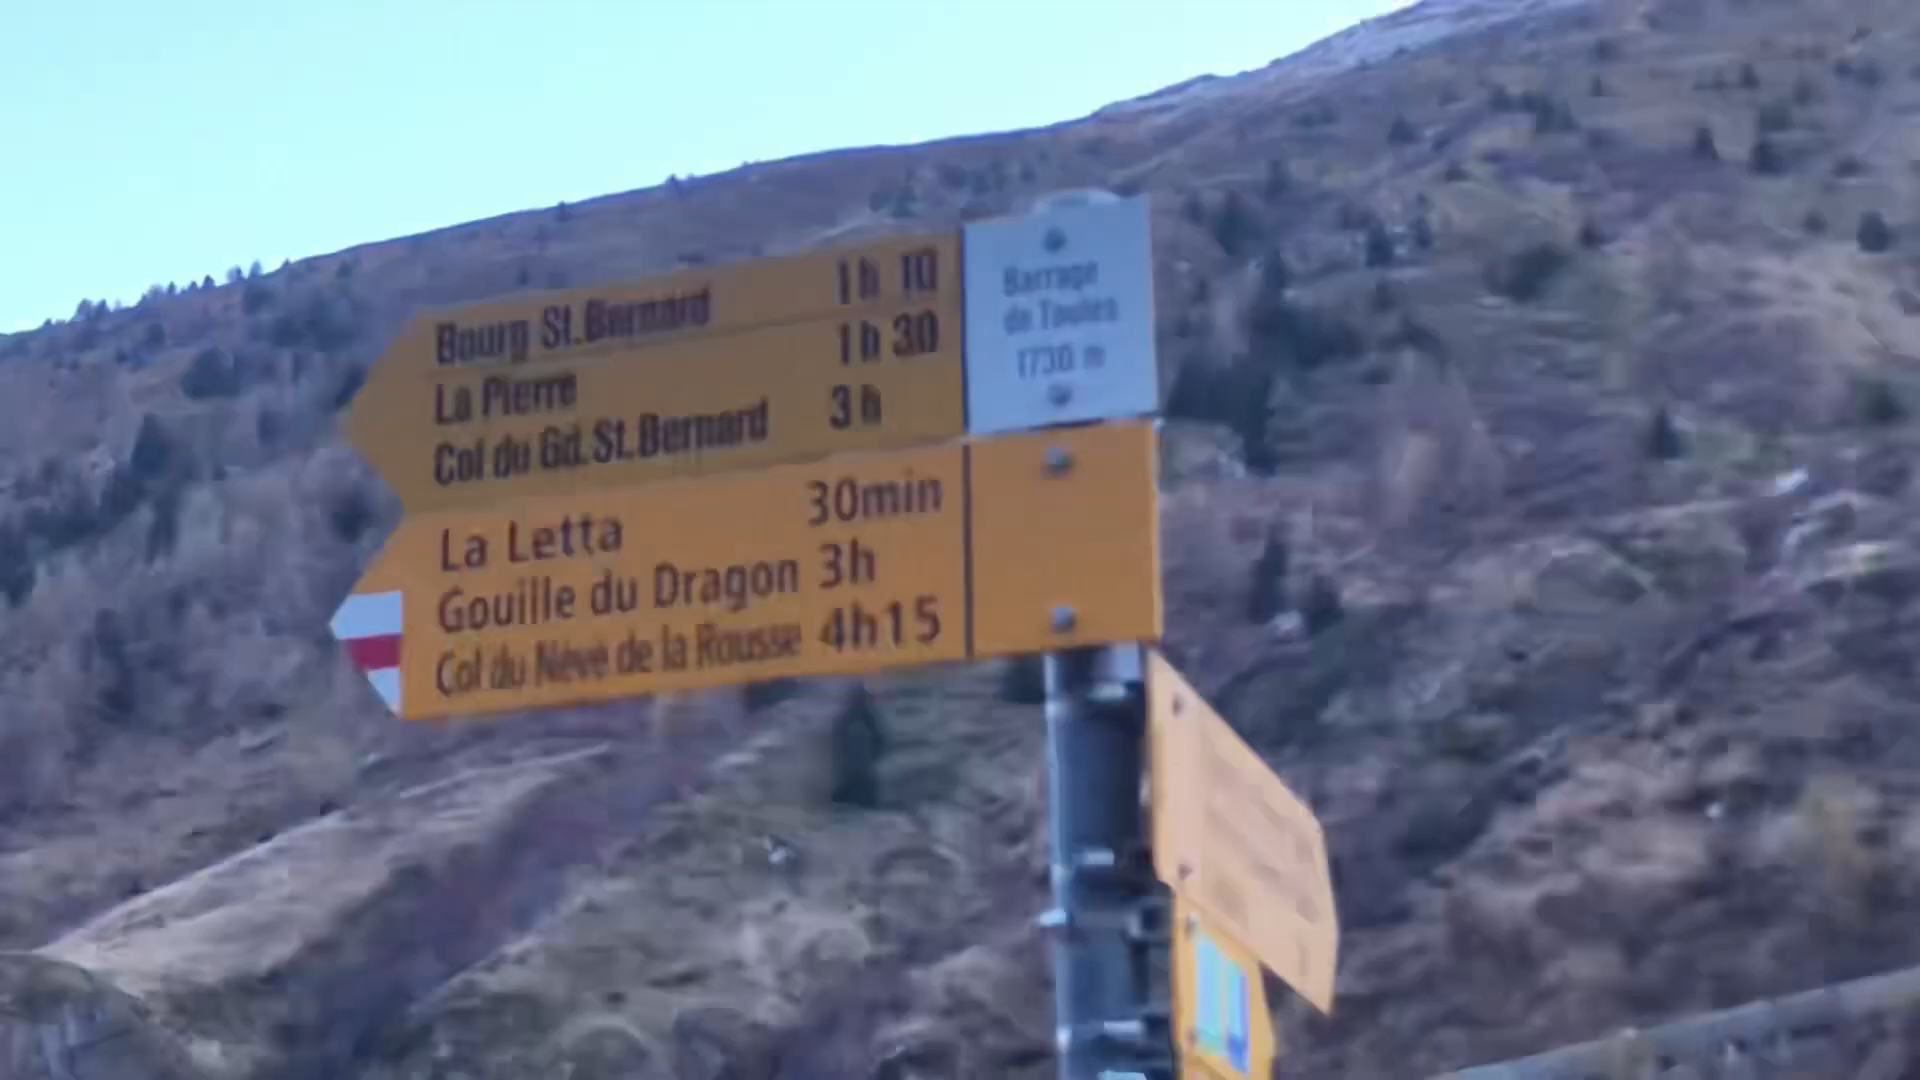 Bourg St.Bernard 1h 10
La Pierre 1h 30
Col du Gd.St.Bernard 3h
Barrage
de Toules
1730 m
La Letta 30min
Gouille du Dragon 3h
Col du Névé de la Rousse 4h15